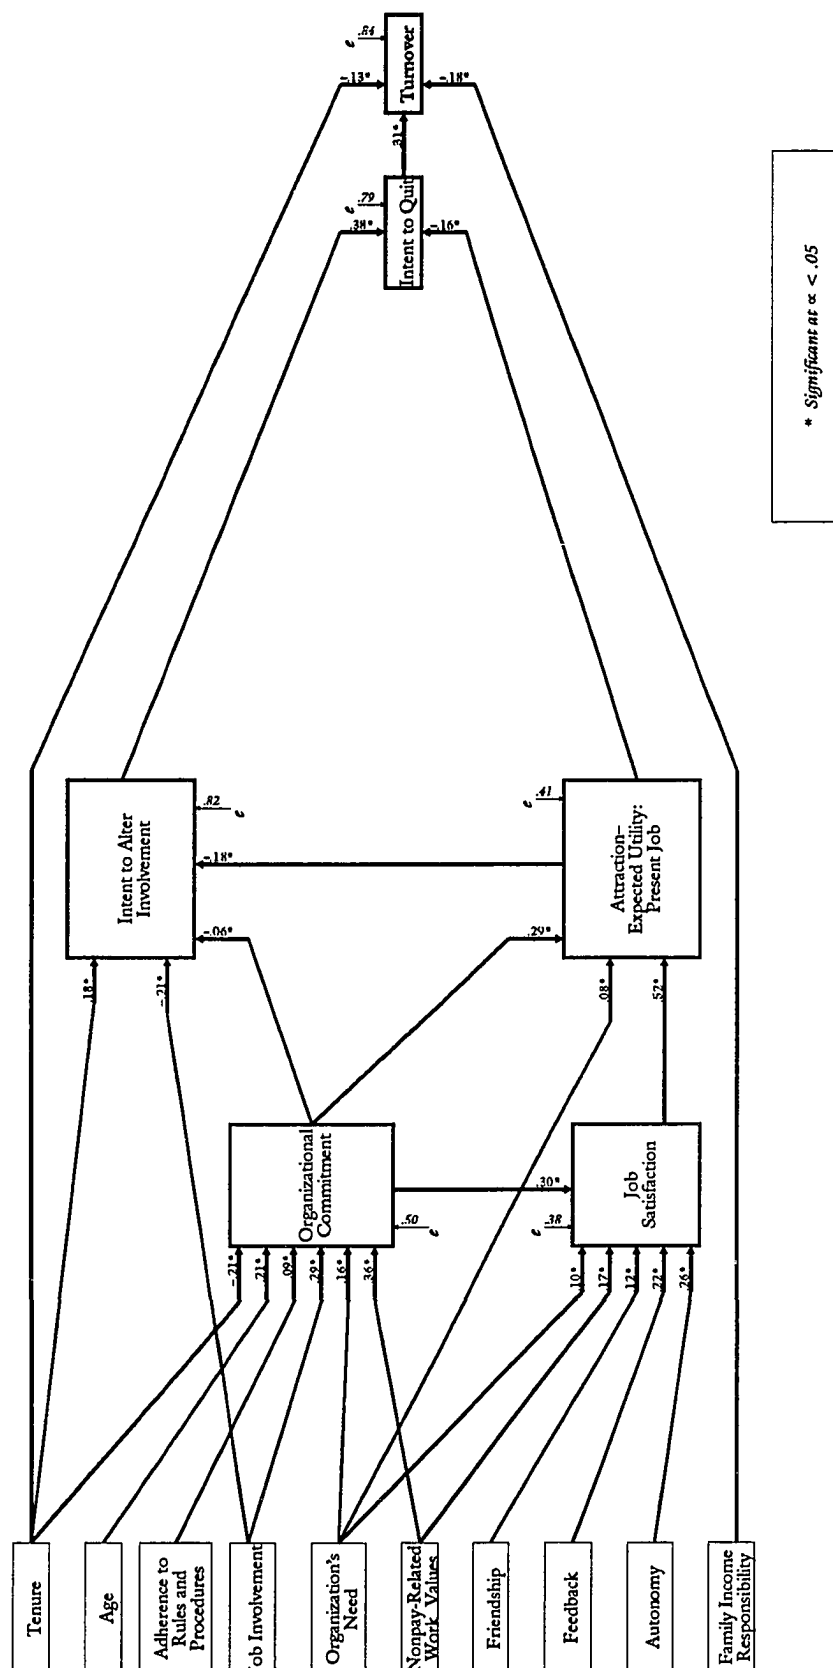 Tenure
Age
Adherence to
Rules and
Procedures
ob Involvement
Organization's
Need
Nonpay-Related
Work Values
Friendship
Feedback
Autonomy
Family Income
Responsibility
-.21*
.21*
.09*
.29*
.16*
.36*
.10*
.17*
.12*
.22*
.26*
Organizational
Commitment
.50
e
.30*
Job
Satisfaction
.38
e
.18*
-.21*
-.06*
.29*
.08*
.52*
Intent to Alter
Involvement
.82
e
-.18*
Attraction–
Expected Utility:
Present Job
.41
e
.38*
-.16*
Intent to Quit
.79
e
.31*
-.13*
-.18*
Turnover
.84
e
* Significant at ∝ < .05